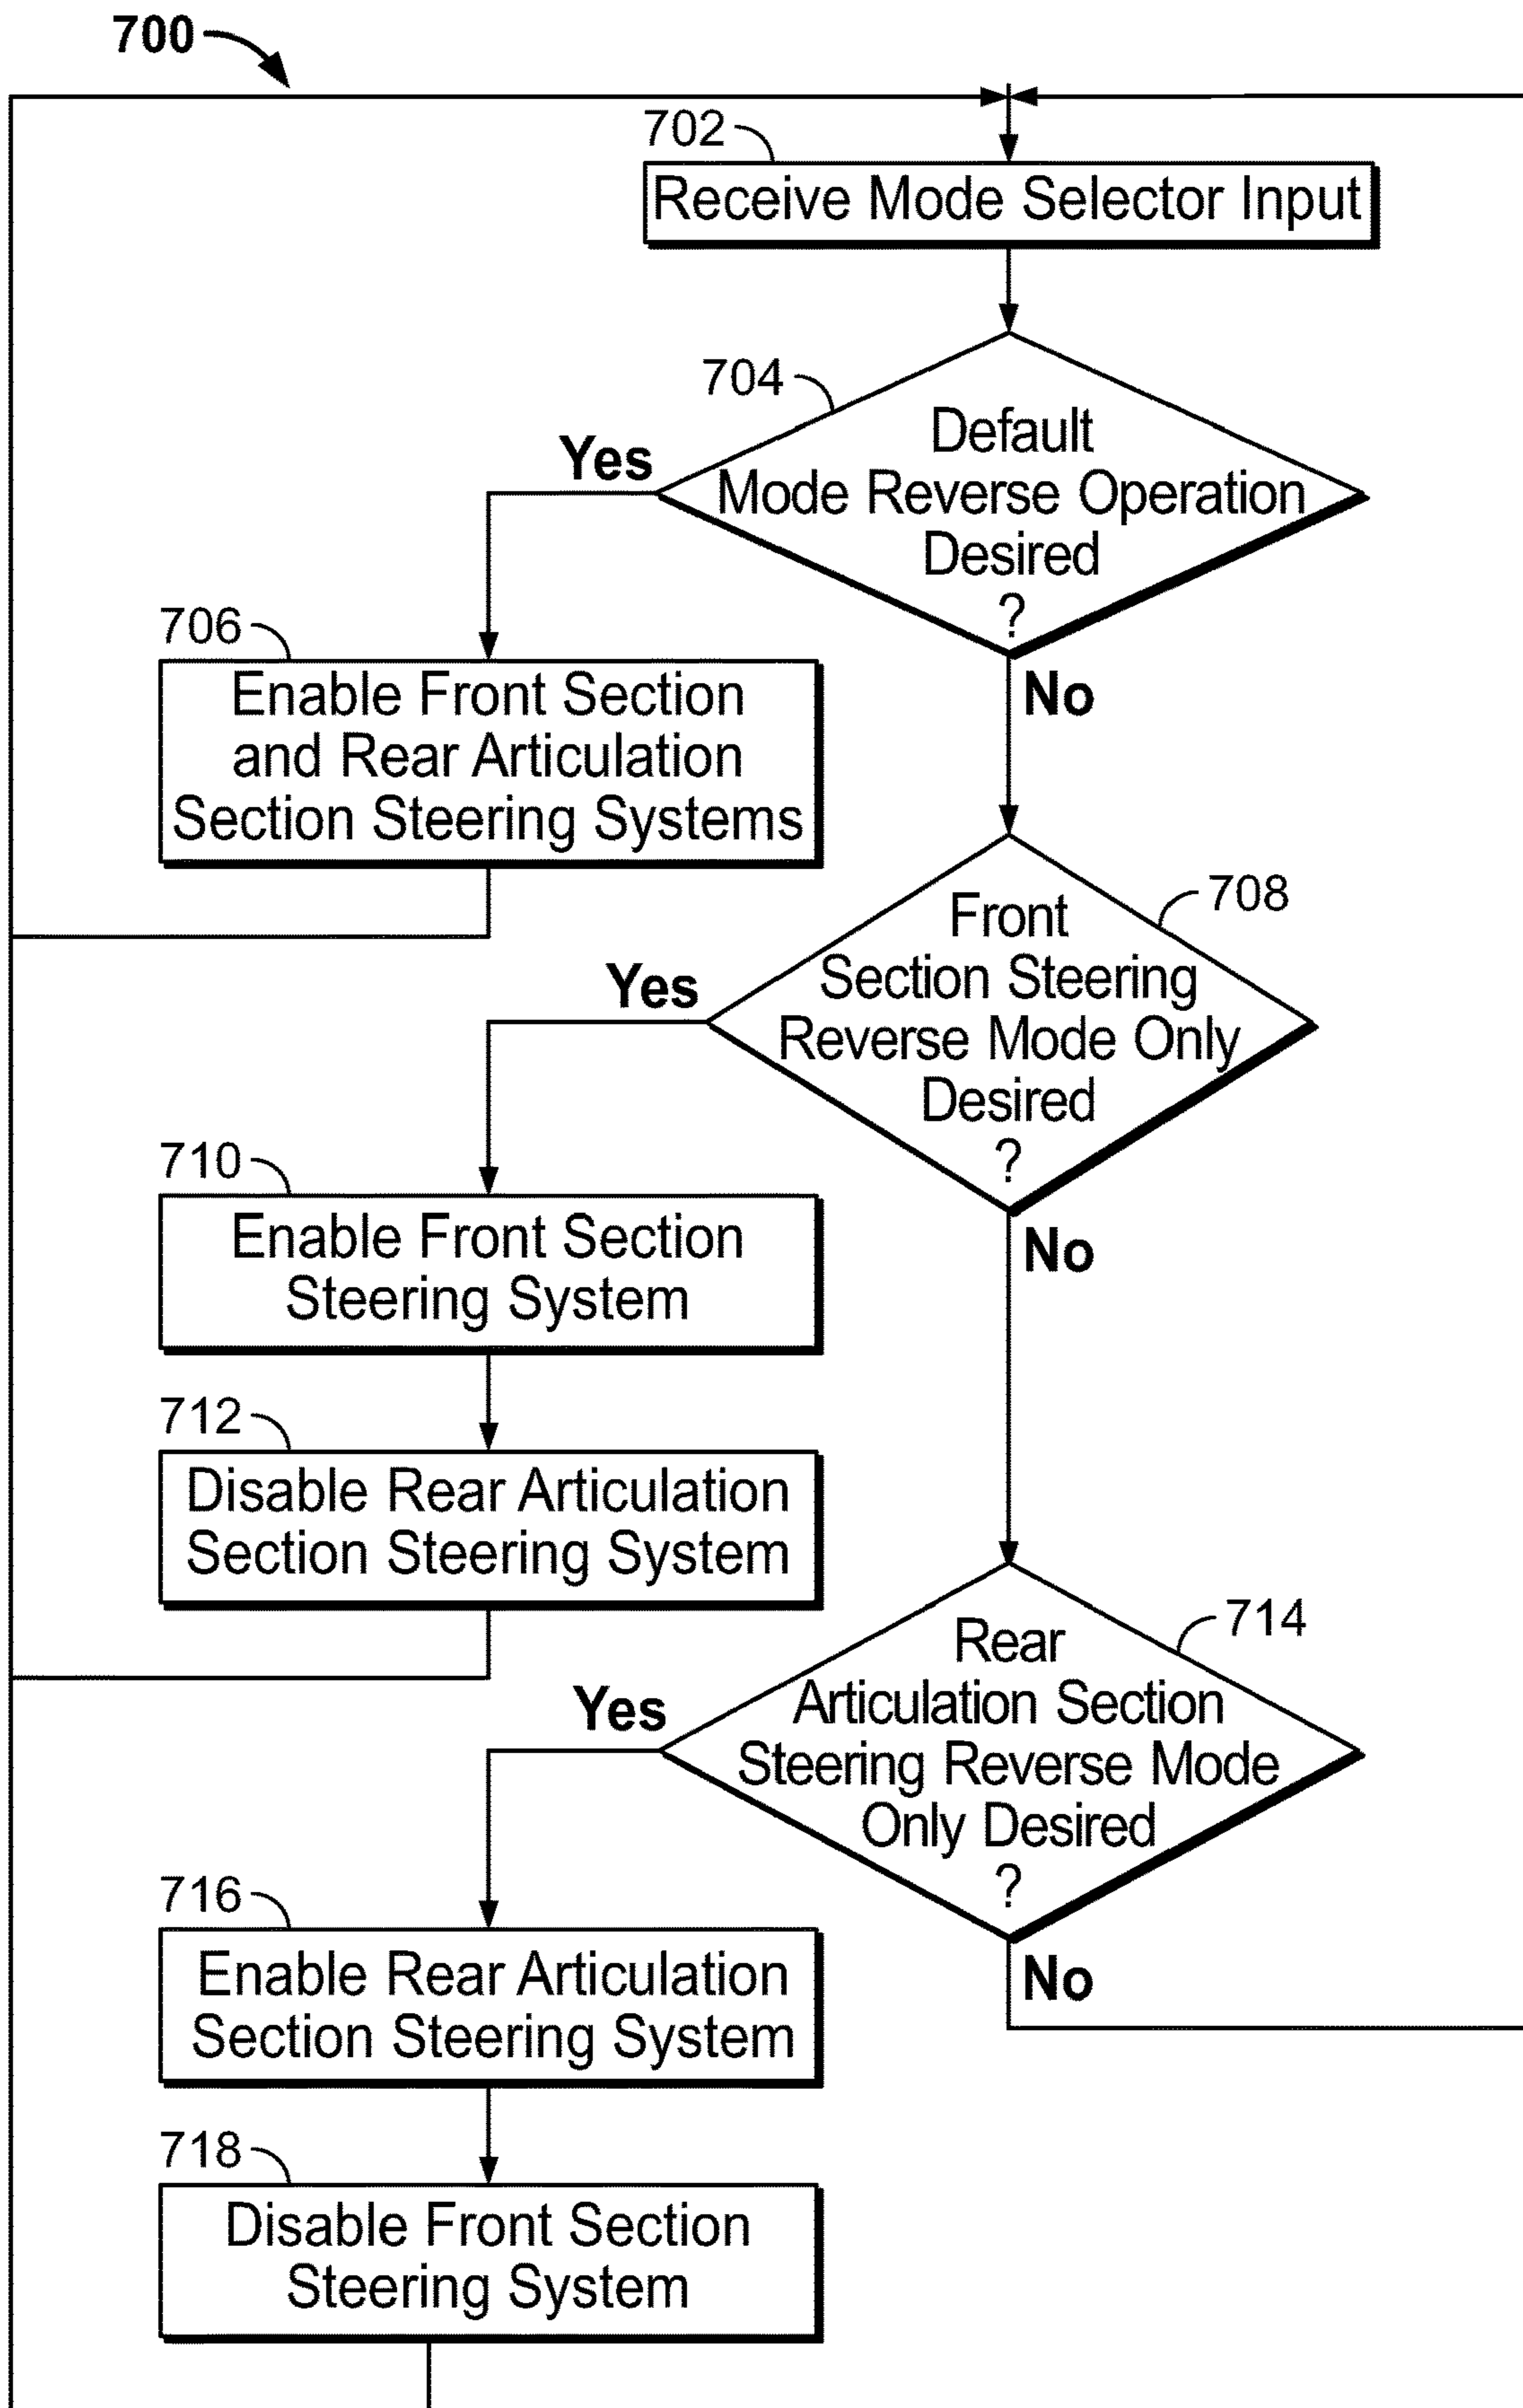 700
702
Receive Mode Selector Input
704
Default
Mode Reverse Operation
Desired
?
Yes
No
706
Enable Front Section
and Rear Articulation
Section Steering Systems
708
Front
Section Steering
Reverse Mode Only
Desired
?
Yes
No
710
Enable Front Section
Steering System
712
Disable Rear Articulation
Section Steering System
714
Rear
Articulation Section
Steering Reverse Mode
Only Desired
?
Yes
No
716
Enable Rear Articulation
Section Steering System
718
Disable Front Section
Steering System